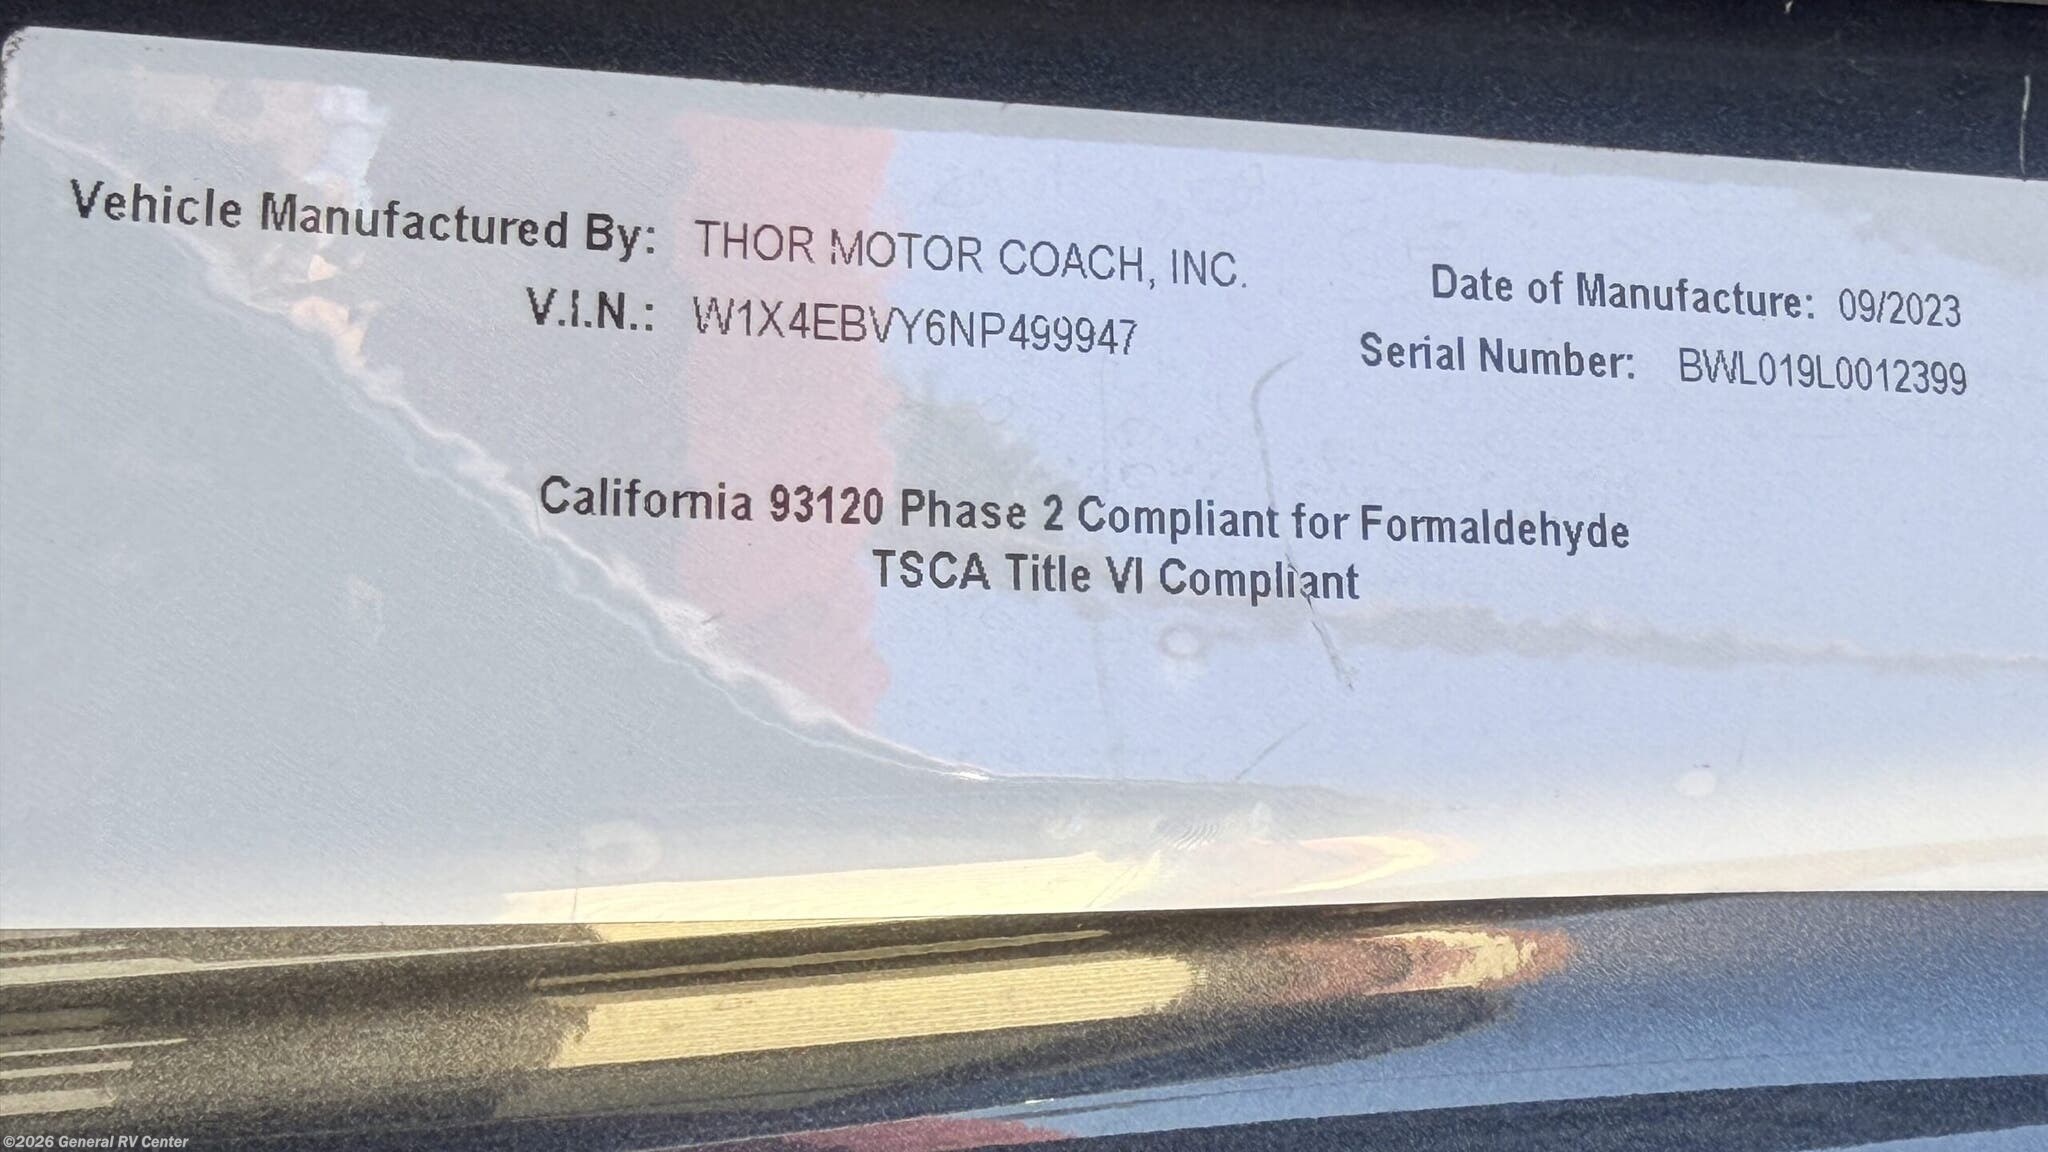 Vehicle Manufactured By: THOR MOTOR COACH, INC.
V.I.N.: W1X4EBVY6NP499947
Date of Manufacture: 09/2023
Serial Number: BWL019L0012399
California 93120 Phase 2 Compliant for Formaldehyde
TSCA Title VI Compliant
©2026 General RV Center